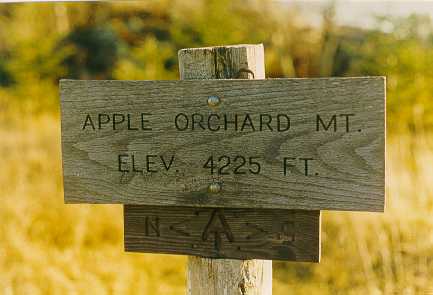 APPLE ORCHARD MT.
ELEV. 4225 FT.
N < > S